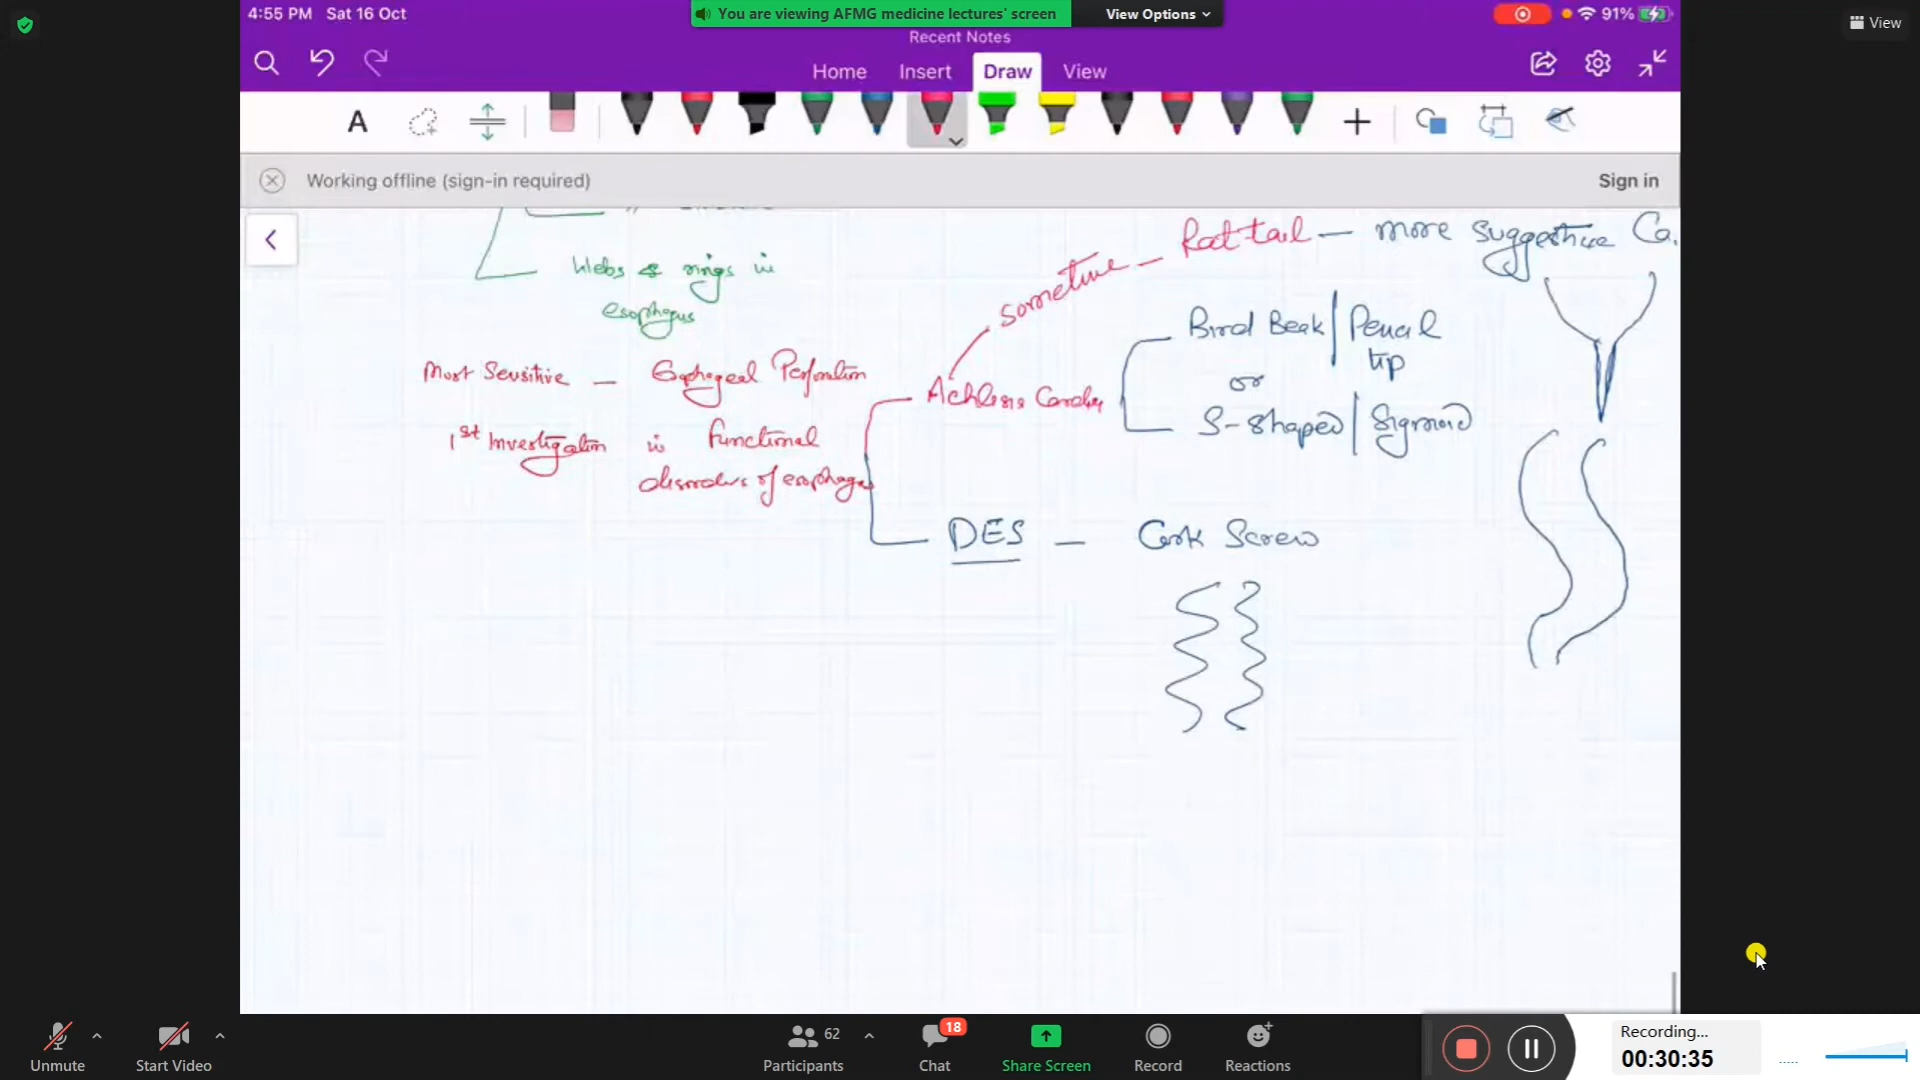 4:55 PM Sat 16 Oct
You are viewing AFMG medicine lectures' screen
View Options
91%
View
Recent Notes
Home Insert Draw View
A
Working offline (sign-in required)
Sign in
Rat-tail — more suggestive Ca.
sometime —
Webs & rings in
esophagus
Bird Beak | Pencil
tip
or
S-shaped | Sigmoid
Most Sensitive — Esophageal Perforation
1st Investigation is Functional
disorders of esophagus
DES — Cork Screw
62
18
Unmute
Start Video
Participants
Chat
Share Screen
Record
Reactions
Recording...
00:30:35